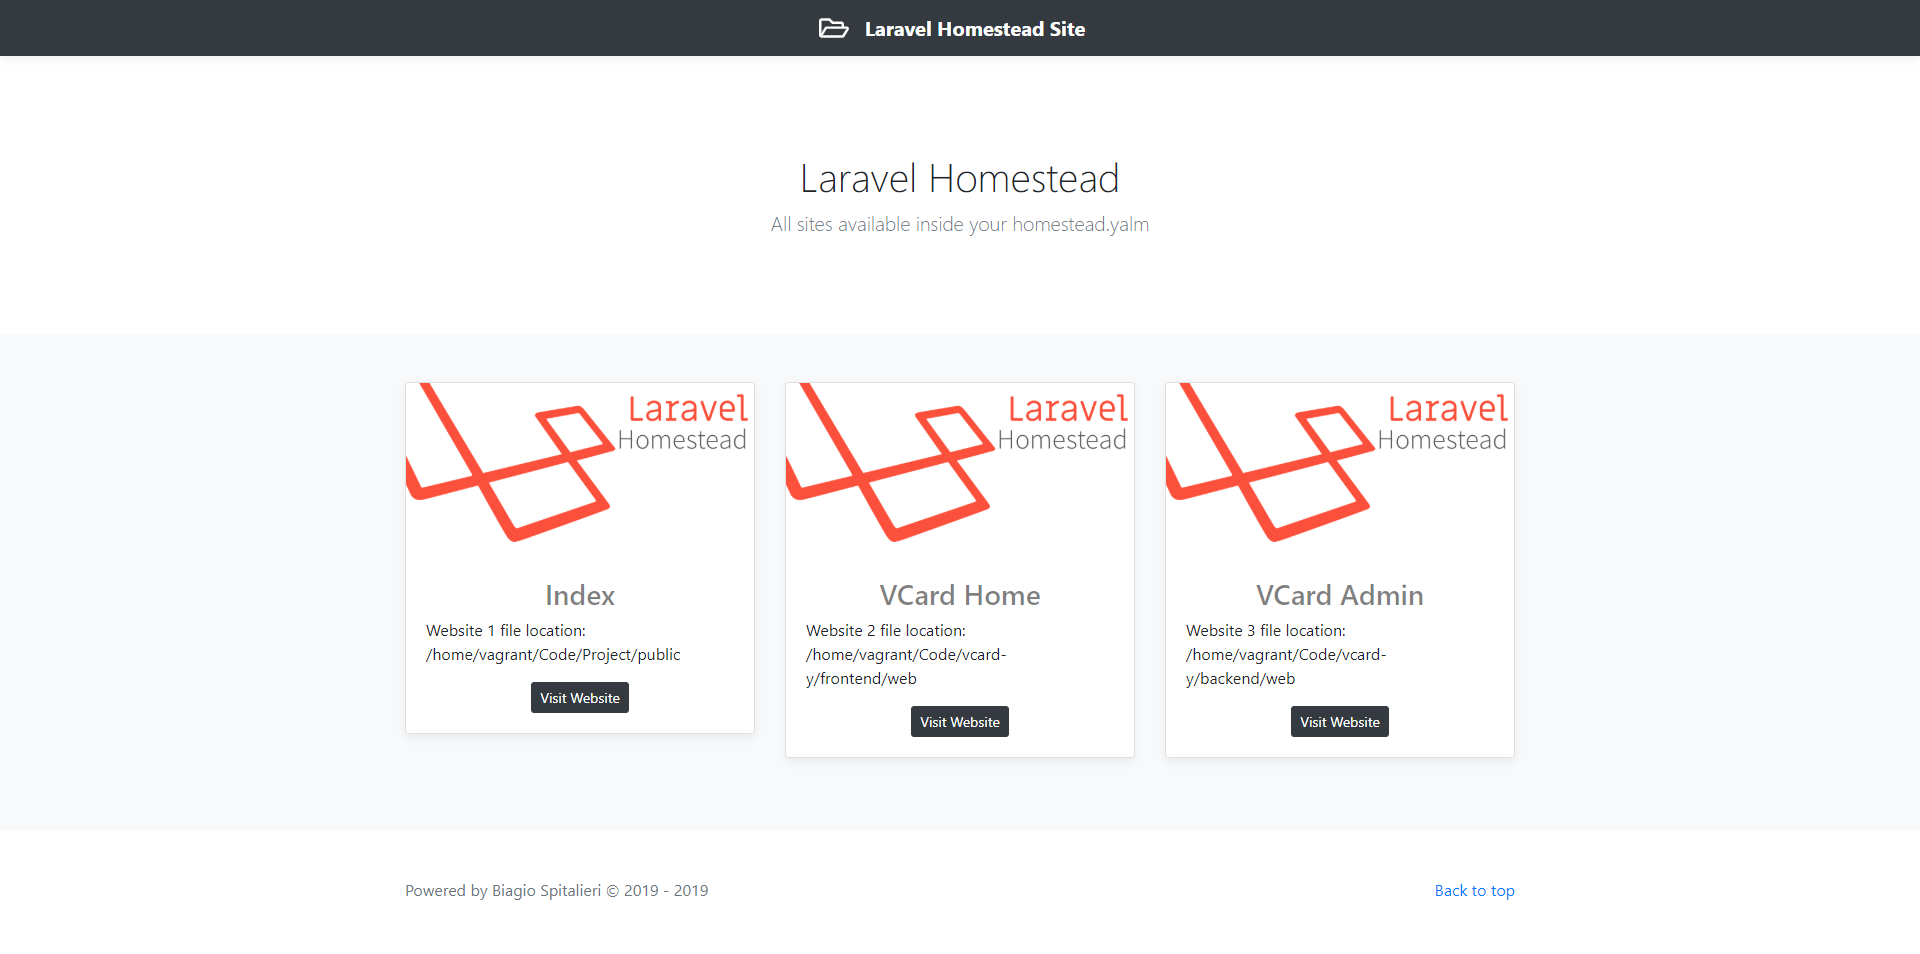 Laravel Homestead Site
Laravel Homestead
All sites available inside your homestead.yalm
Laravel
Homestead
Index
Website 1 file location:
/home/vagrant/Code/Project/public
Visit Website
Laravel
Homestead
VCard Home
Website 2 file location:
/home/vagrant/Code/vcard-
y/frontend/web
Visit Website
Laravel
Homestead
VCard Admin
Website 3 file location:
/home/vagrant/Code/vcard-
y/backend/web
Visit Website
Powered by Biagio Spitalieri © 2019 - 2019
Back to top